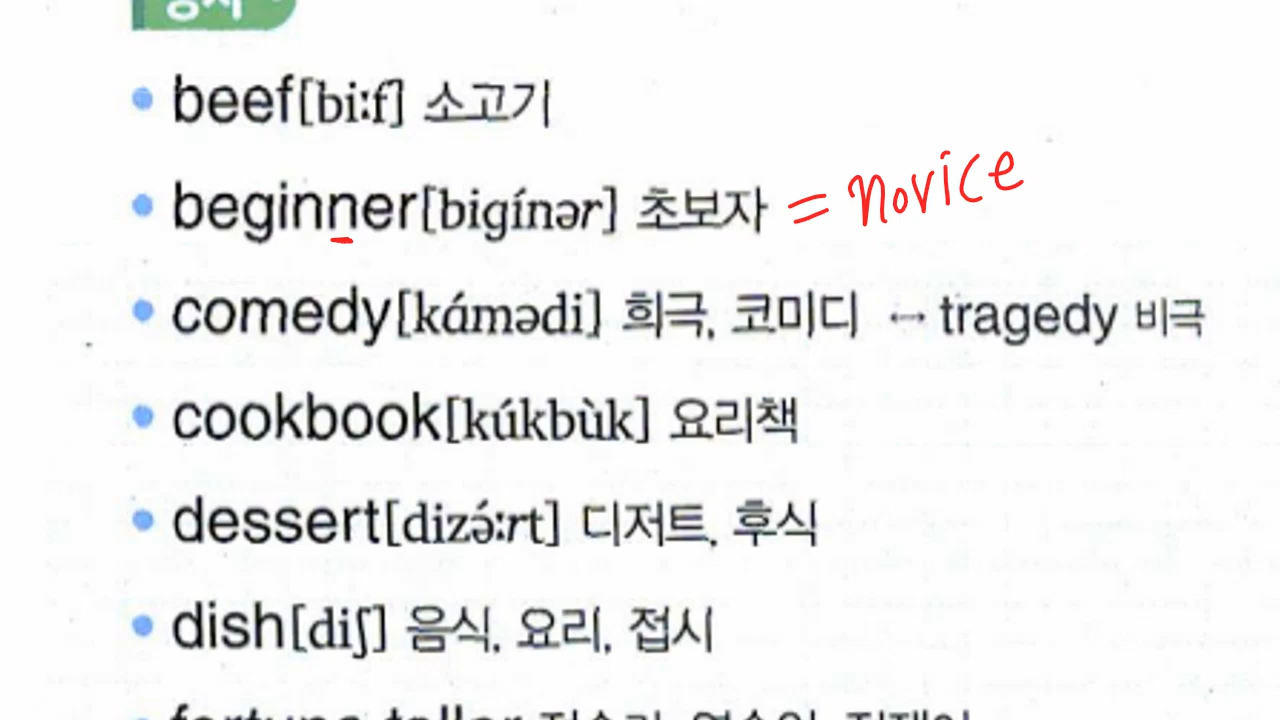 beef[biːf] 소고기
beginner[bigínər] 초보자 = novice
comedy[kámədi] 희극, 코미디 ↔ tragedy 비극
cookbook[kúkbùk] 요리책
dessert[dizə́ːrt] 디저트, 후식
dish[diʃ] 음식, 요리, 접시